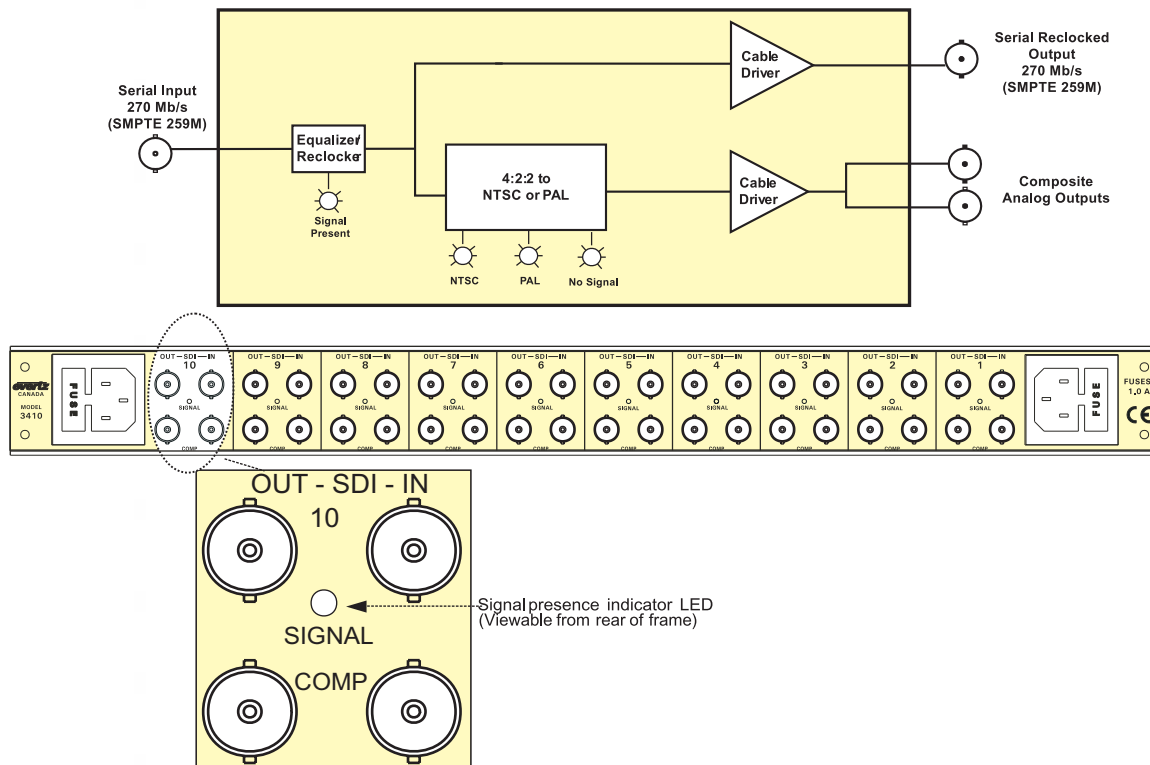 Serial Input
270 Mb/s
(SMPTE 259M)
Equalizer/
Reclocker
Signal
Present
4:2:2 to
NTSC or PAL
NTSC
PAL
No Signal
Cable
Driver
Cable
Driver
Serial Reclocked
Output
270 Mb/s
(SMPTE 259M)
Composite
Analog Outputs
evertz
CANADA
MODEL
3410
FUSE
OUT – SDI — IN
10
SIGNAL
COMP
OUT – SDI — IN
9
SIGNAL
COMP
OUT – SDI — IN
8
SIGNAL
COMP
OUT – SDI — IN
7
SIGNAL
COMP
OUT – SDI — IN
6
SIGNAL
COMP
OUT – SDI — IN
5
SIGNAL
COMP
OUT – SDI — IN
4
SIGNAL
COMP
OUT – SDI — IN
3
SIGNAL
COMP
OUT – SDI — IN
2
SIGNAL
COMP
OUT – SDI — IN
1
SIGNAL
COMP
FUSE
FUSES
1.0 A
CE
OUT - SDI - IN
10
SIGNAL
COMP
Signal presence indicator LED
(Viewable from rear of frame)